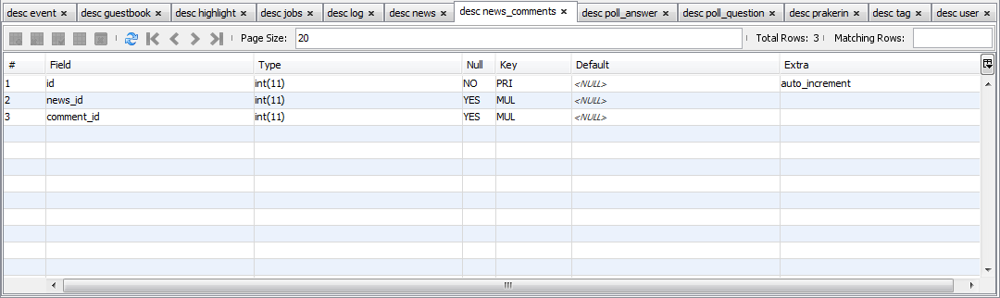 desc event × desc guestbook × desc highlight × desc jobs × desc log × desc news × desc news_comments × desc poll_answer × desc poll_question × desc prakerin × desc tag × desc user ×
Page Size: 20 Total Rows: 3 Matching Rows:
# Field Type Null Key Default Extra
1 id int(11) NO PRI <NULL> auto_increment
2 news_id int(11) YES MUL <NULL>
3 comment_id int(11) YES MUL <NULL>